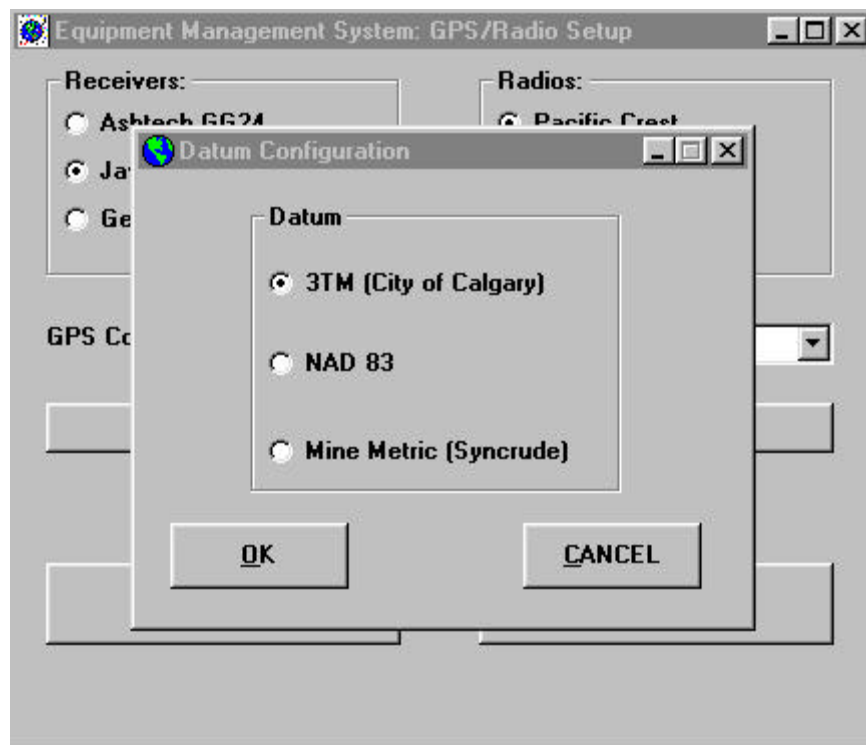 Equipment Management System: GPS/Radio Setup
Receivers:
Radios:
Ashtech GG24
Pacific Crest
Datum Configuration
Datum
3TM (City of Calgary)
NAD 83
Mine Metric (Syncrude)
OK
CANCEL
GPS